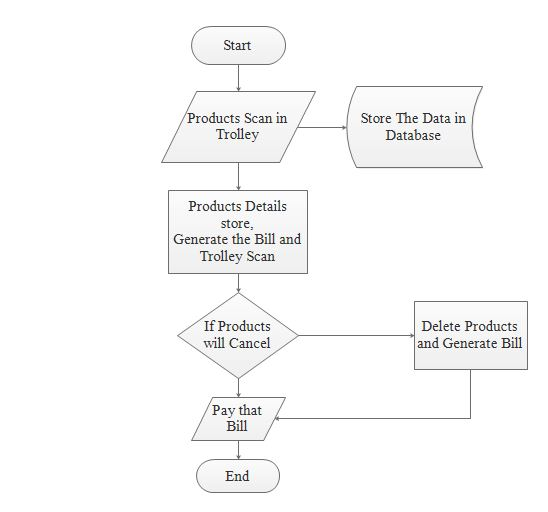 Start
Products Scan in
Trolley
Store The Data in
Database
Products Details
store,
Generate the Bill and
Trolley Scan
If Products
will Cancel
Delete Products
and Generate Bill
Pay that
Bill
End